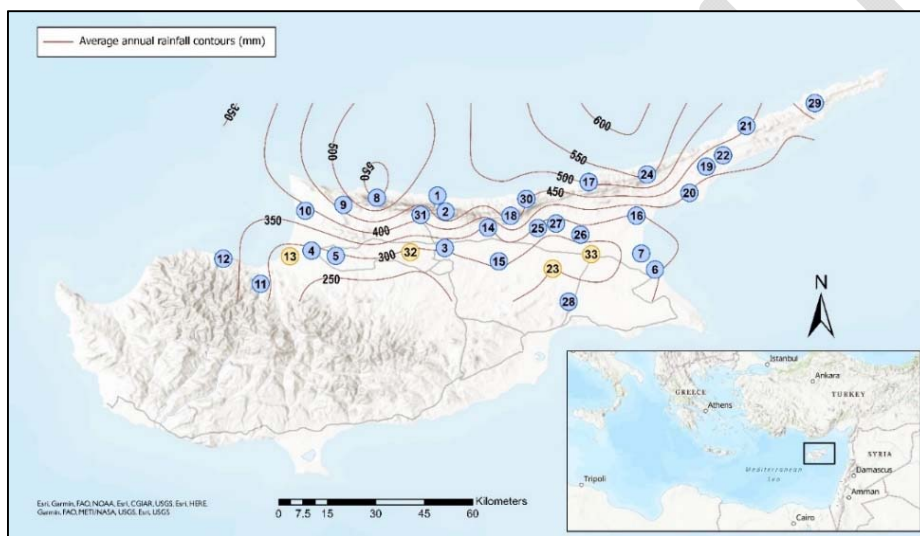 Average annual rainfall contours (mm)
350
500
550
600
550
500
450
350
400
300
250
29
21
22
19
24
17
20
8
1
30
9
10
31
2
18
16
14
25
27
26
12
13
4
5
32
3
15
33
7
6
23
11
28
N
Esri, Garmin, FAO, NOAA, Esri, CGIAR, USGS, Esri, HERE,
Garmin, FAO, METI/NASA, USGS, Esri, USGS
Kilometers
0 7.5 15 30 45 60
Istanbul
Ankara
GREECE
TURKEY
Athens
SYRIA
Mediterranean
Sea
Damascus
Tripoli
Amman
Cairo